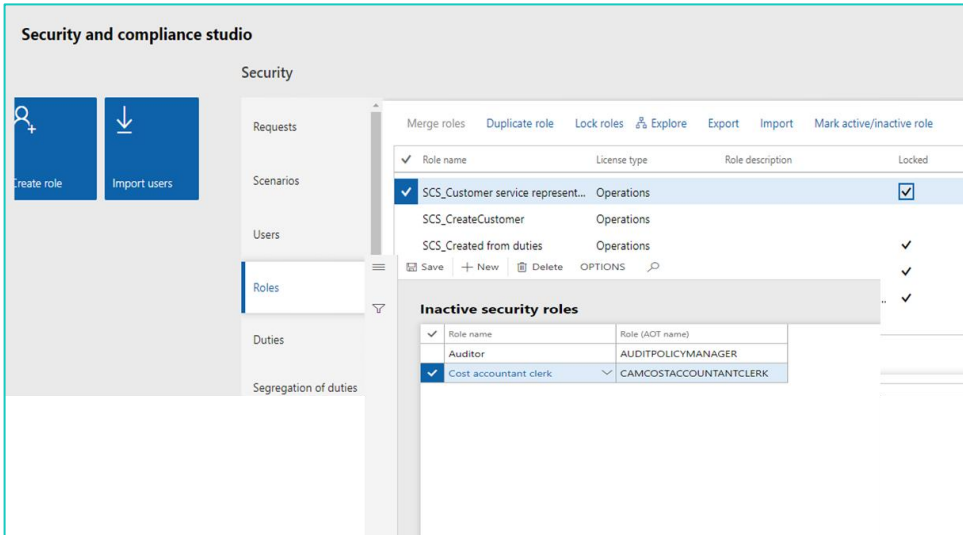 Security and compliance studio
Security
Create role
Import users
Requests
Scenarios
Users
Roles
Duties
Segregation of duties
Merge roles Duplicate role Lock roles Explore Export Import Mark active/inactive role
Role name License type Role description Locked
SCS_Customer service represent... Operations
SCS_CreateCustomer Operations
SCS_Created from duties Operations
..
Save New Delete OPTIONS
Inactive security roles
Role name Role (AOT name)
Auditor AUDITPOLICYMANAGER
Cost accountant clerk CAMCOSTACCOUNTANTCLERK